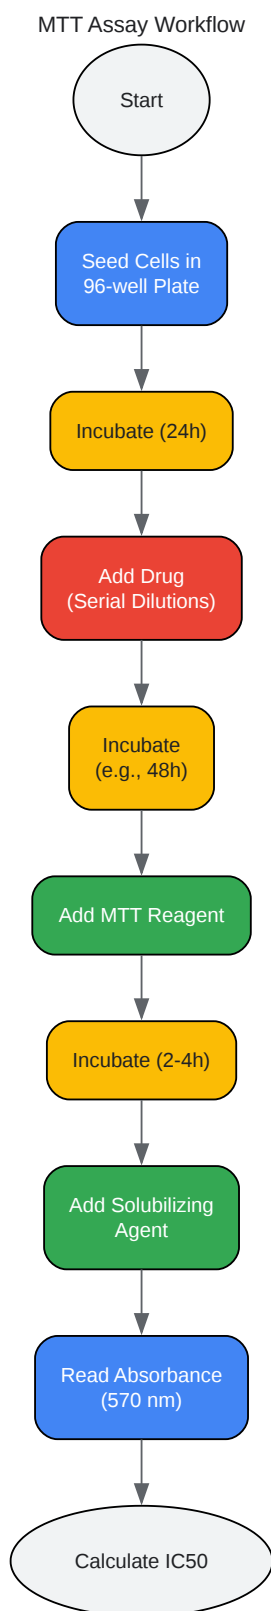 MTT Assay Workflow
Start
Seed Cells in
96-well Plate
Incubate (24h)
Add Drug
(Serial Dilutions)
Incubate
(e.g., 48h)
Add MTT Reagent
Incubate (2-4h)
Add Solubilizing
Agent
Read Absorbance
(570 nm)
Calculate IC50